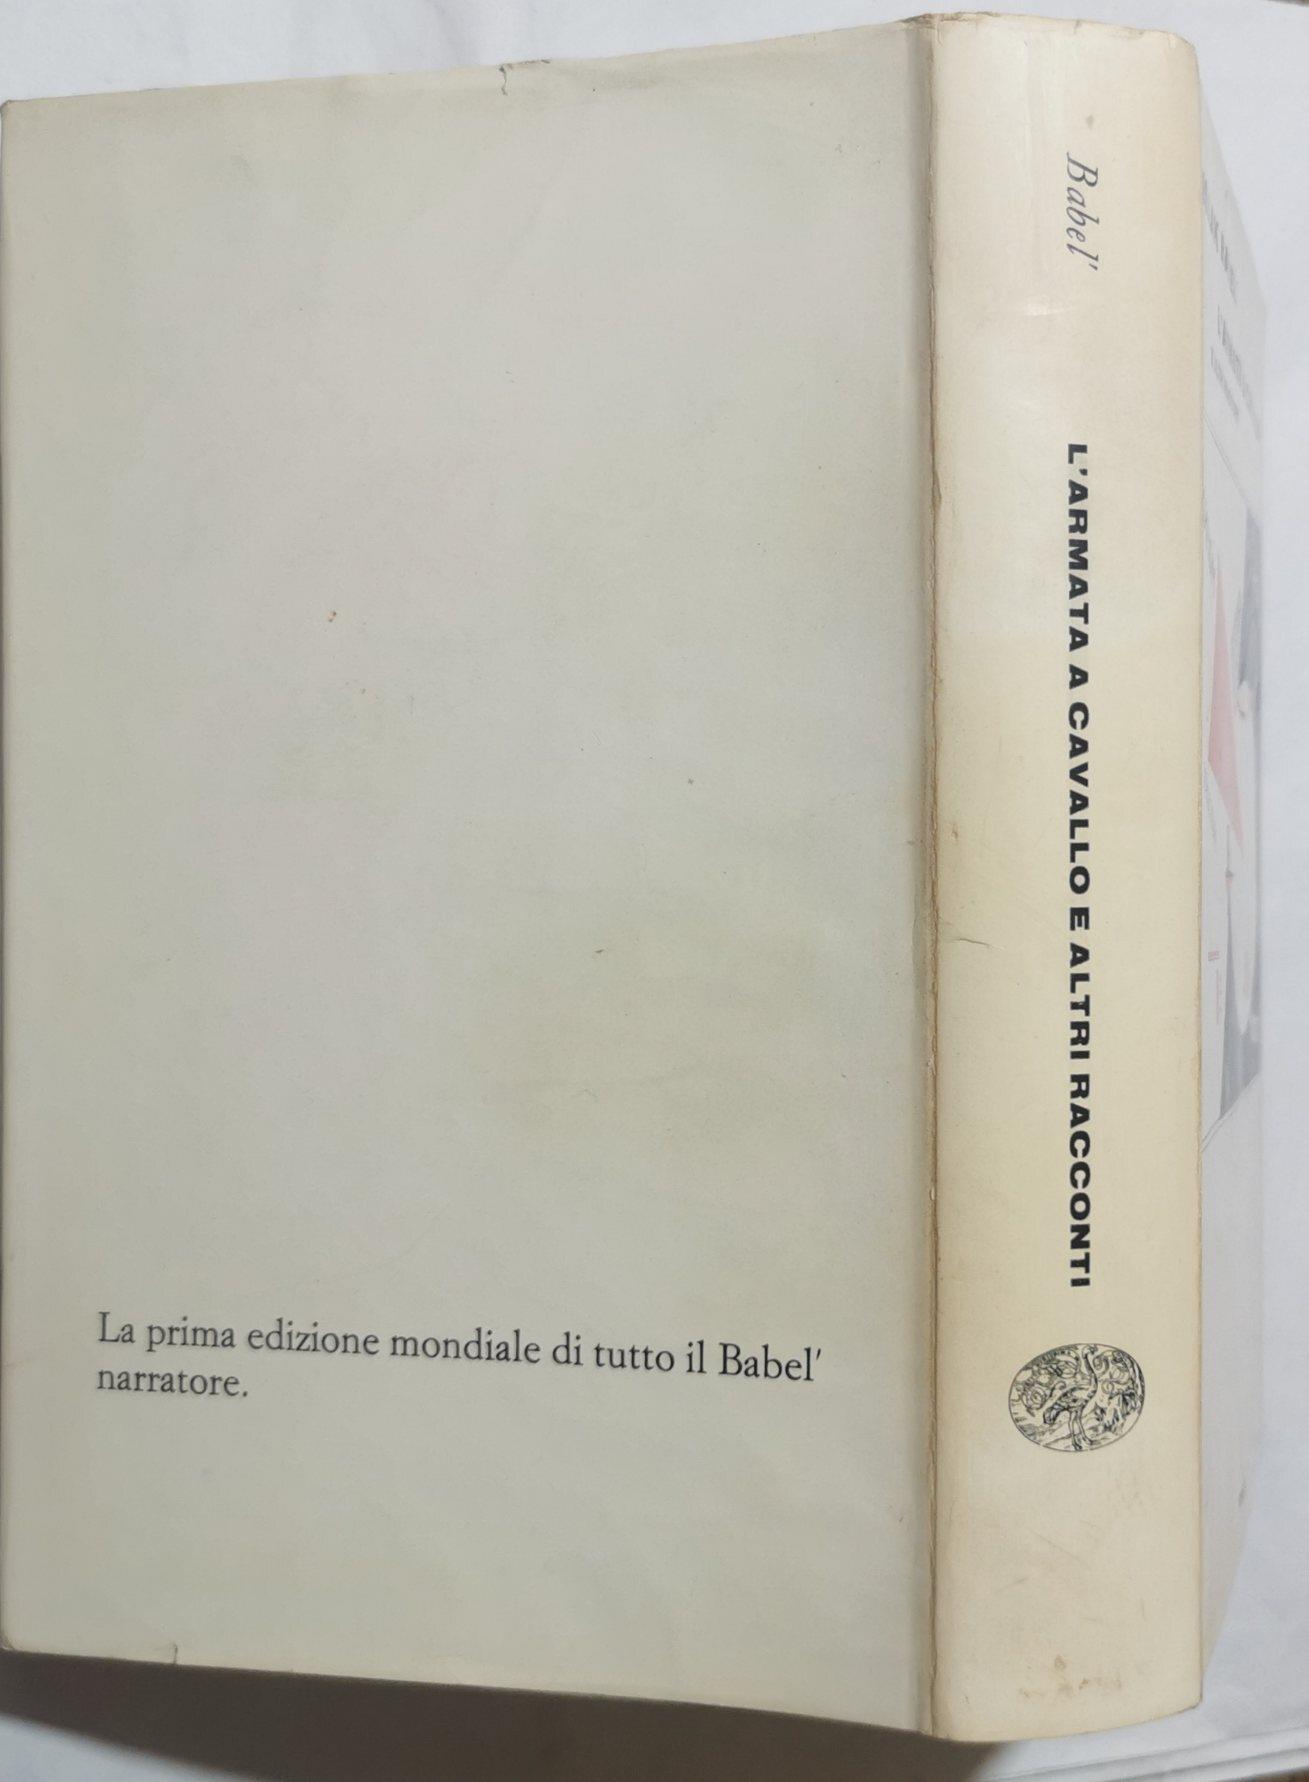 Babel'
L'ARMATA A CAVALLO E ALTRI RACCONTI
La prima edizione mondiale di tutto il Babel'
narratore.